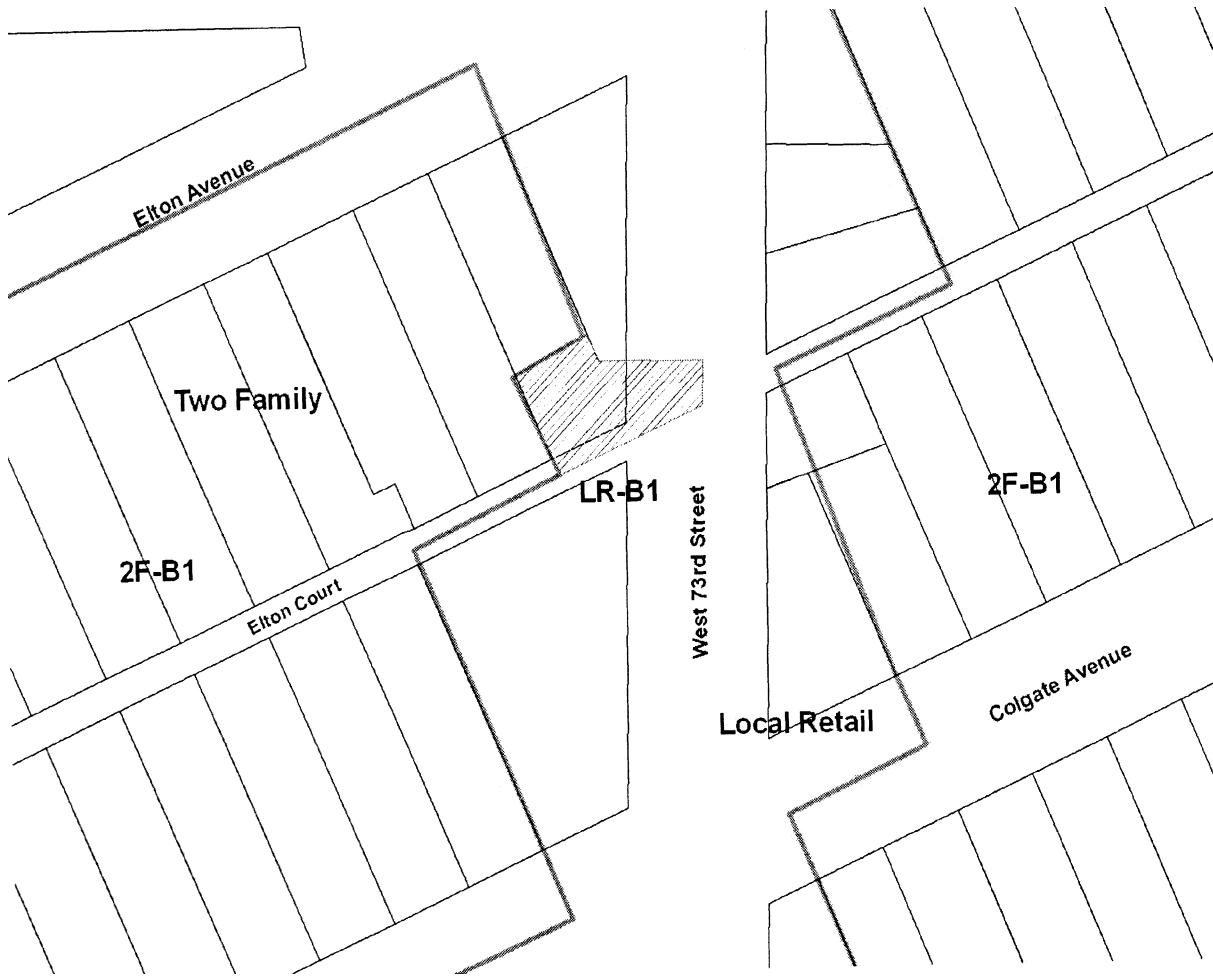 Elton Avenue
Two Family
2F-B1
LR-B1
2F-B1
Elton Court
West 73rd Street
Colgate Avenue
Local Retail